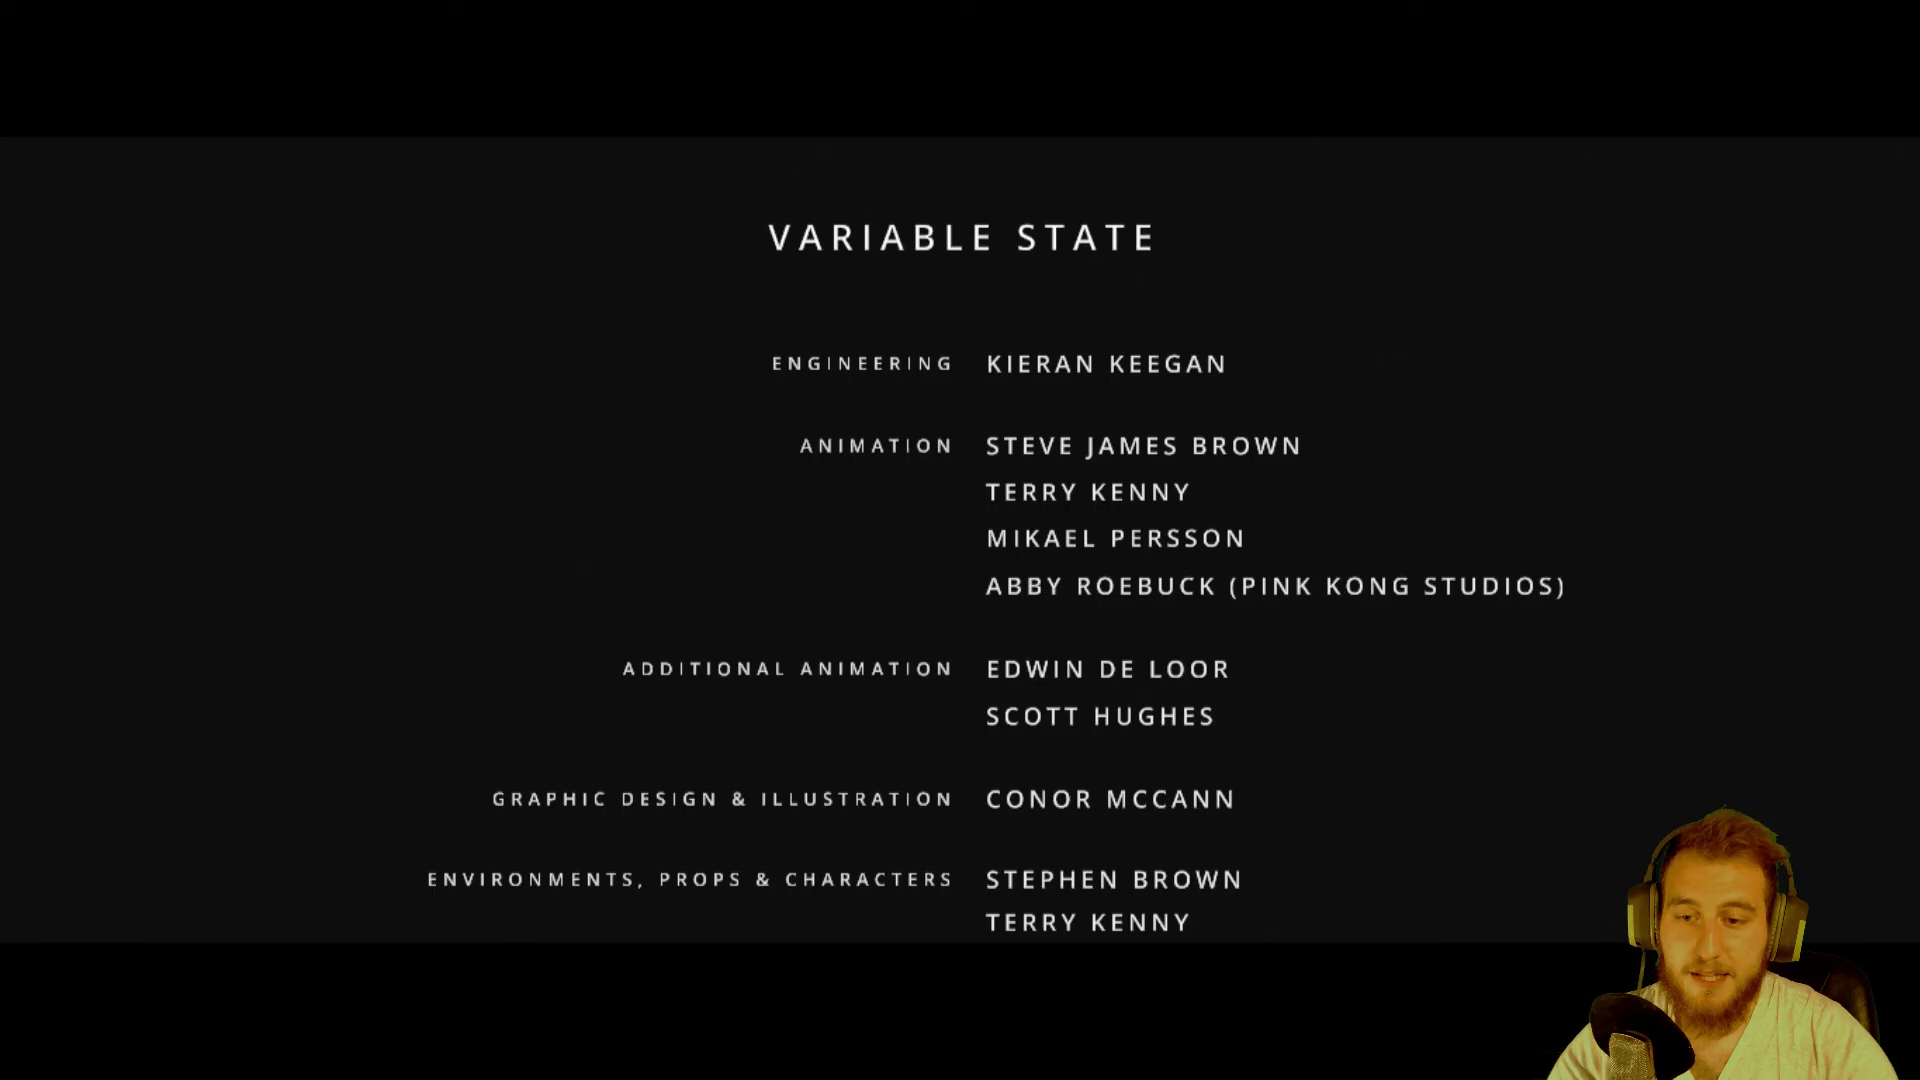 VARIABLE STATE
ENGINEERING KIERAN KEEGAN
ANIMATION STEVE JAMES BROWN
TERRY KENNY
MIKAEL PERSSON
ABBY ROEBUCK (PINK KONG STUDIOS)
ADDITIONAL ANIMATION EDWIN DE LOOR
SCOTT HUGHES
GRAPHIC DESIGN & ILLUSTRATION CONOR MCCANN
ENVIRONMENTS, PROPS & CHARACTERS STEPHEN BROWN
TERRY KENNY